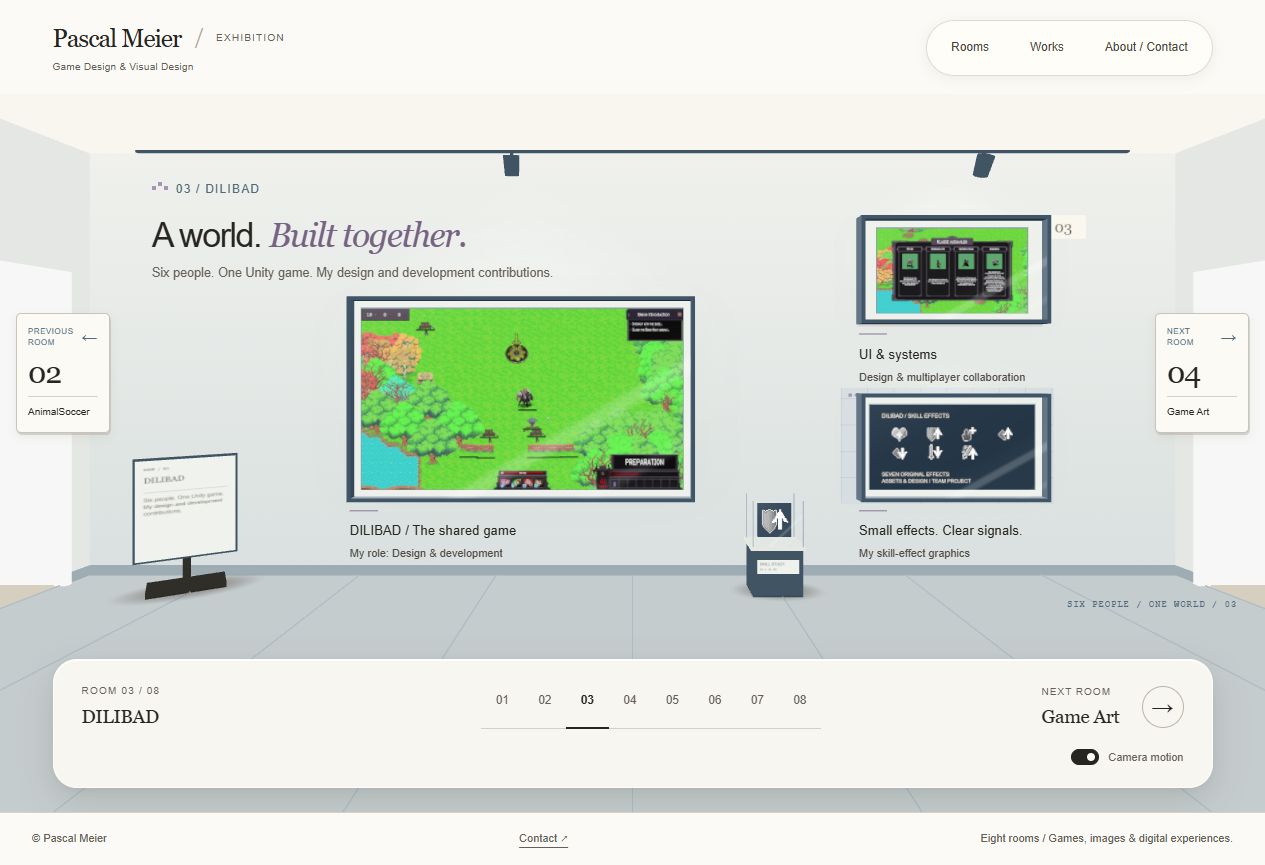 Pascal Meier / EXHIBITION
Game Design & Visual Design
Rooms
Works
About / Contact
03 / DILIBAD
A world. Built together.
Six people. One Unity game. My design and development contributions.
PREVIOUS
ROOM
←
02
AnimalSoccer
NEXT
ROOM
→
04
Game Art
03
UI & systems
Design & multiplayer collaboration
DILIBAD / SKILL EFFECTS
SEVEN ORIGINAL EFFECTS
ASSETS & DESIGN / TEAM PROJECT
Small effects. Clear signals.
My skill-effect graphics
PREPARATION
DILIBAD / The shared game
My role: Design & development
DILIBAD
Six people. One Unity game.
My design and development
contributions.
SIX PEOPLE / ONE WORLD / 03
ROOM 03 / 08
DILIBAD
01 02 03 04 05 06 07 08
NEXT ROOM
Game Art
→
Camera motion
© Pascal Meier
Contact ↗
Eight rooms / Games, images & digital experiences.